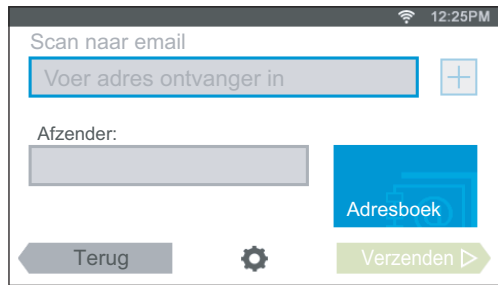 12:25PM
Scan naar email
Voer adres ontvanger in
Afzender:
Adresboek
Terug
Verzenden